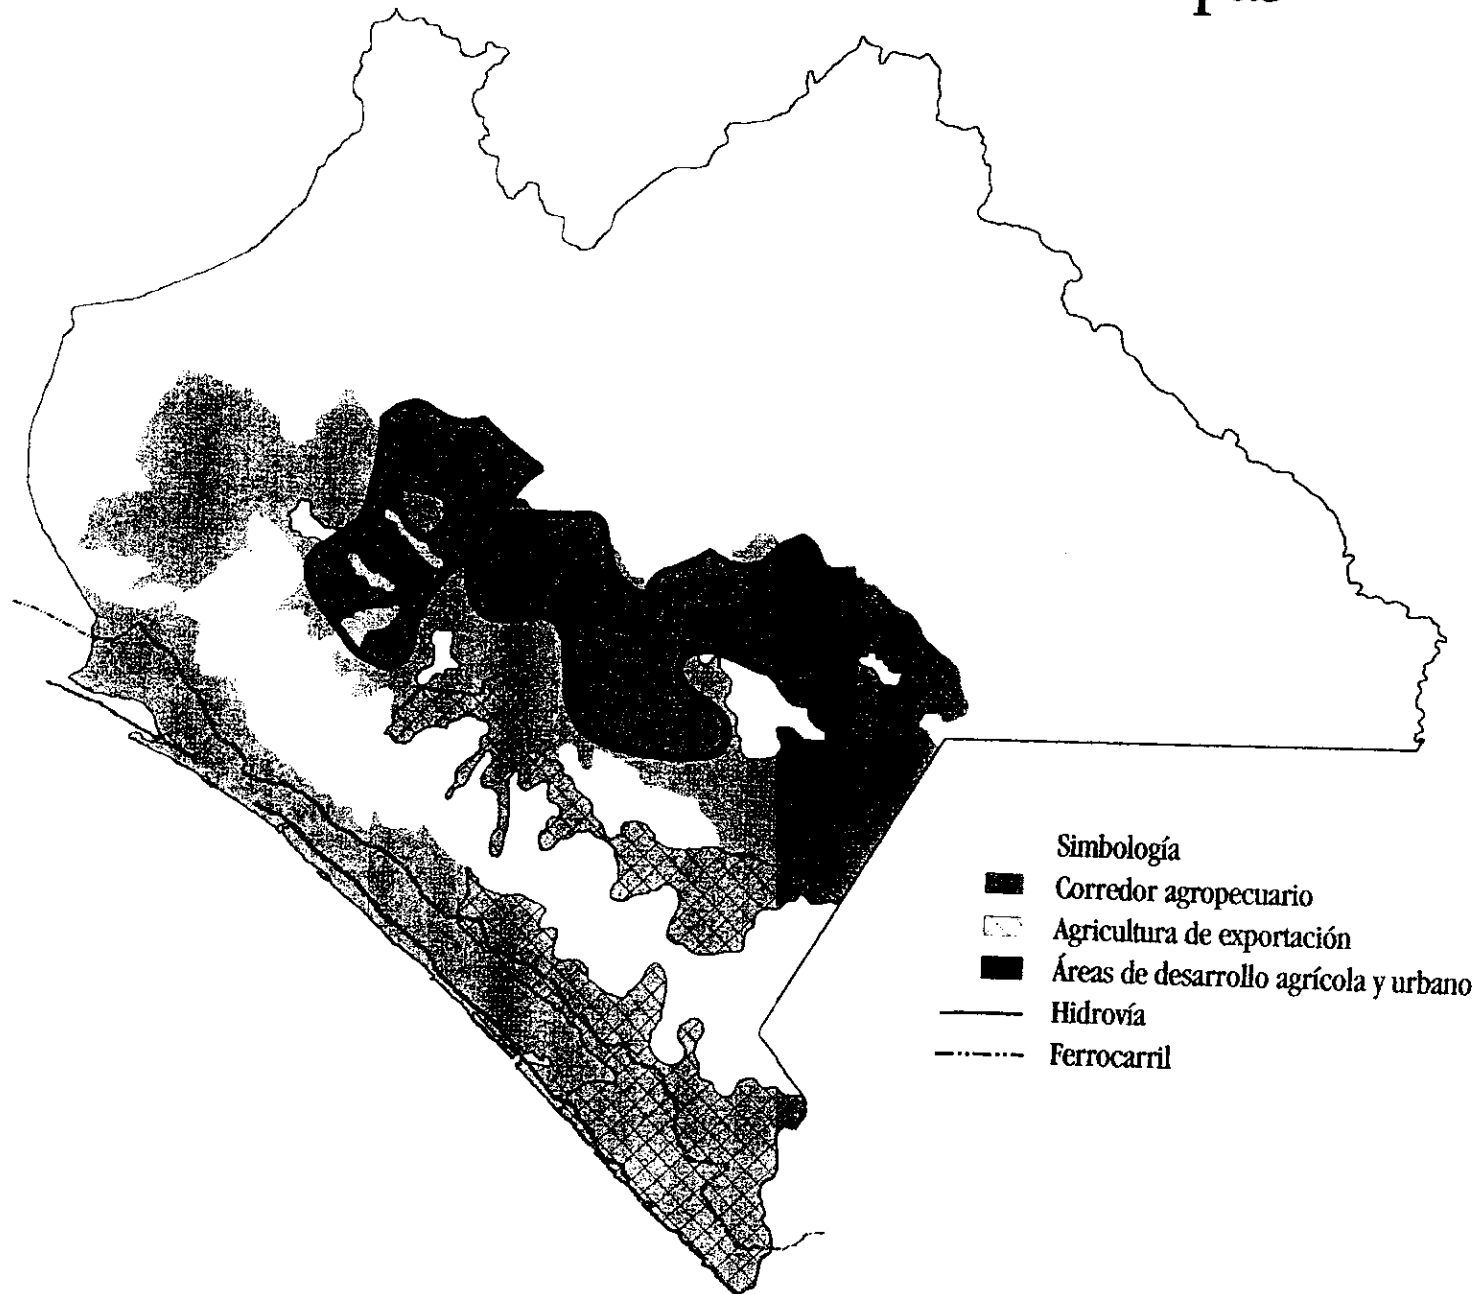 Simbología
Corredor agropecuario
Agricultura de exportación
Áreas de desarrollo agrícola y urbano
Hidrovía
Ferrocarril